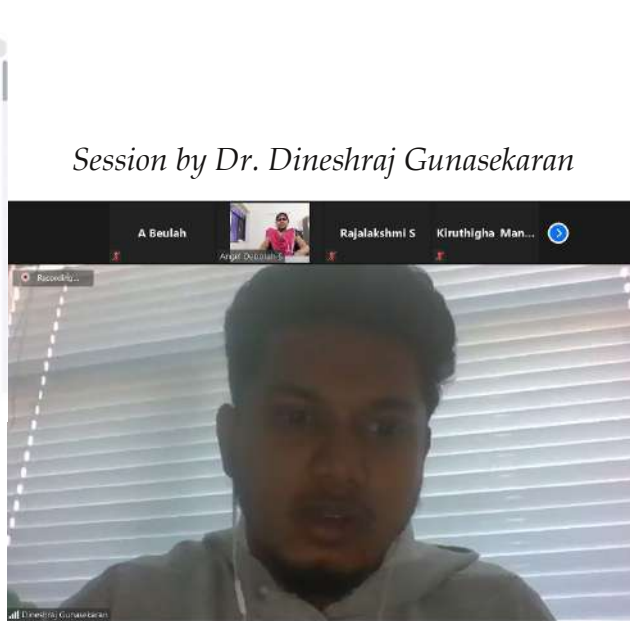 Session by Dr. Dineshraj Gunasekaran
A Beulah
Rajalakshmi S
Kiruthigha Man...
Recording...
Dineshraj Gunasekaran